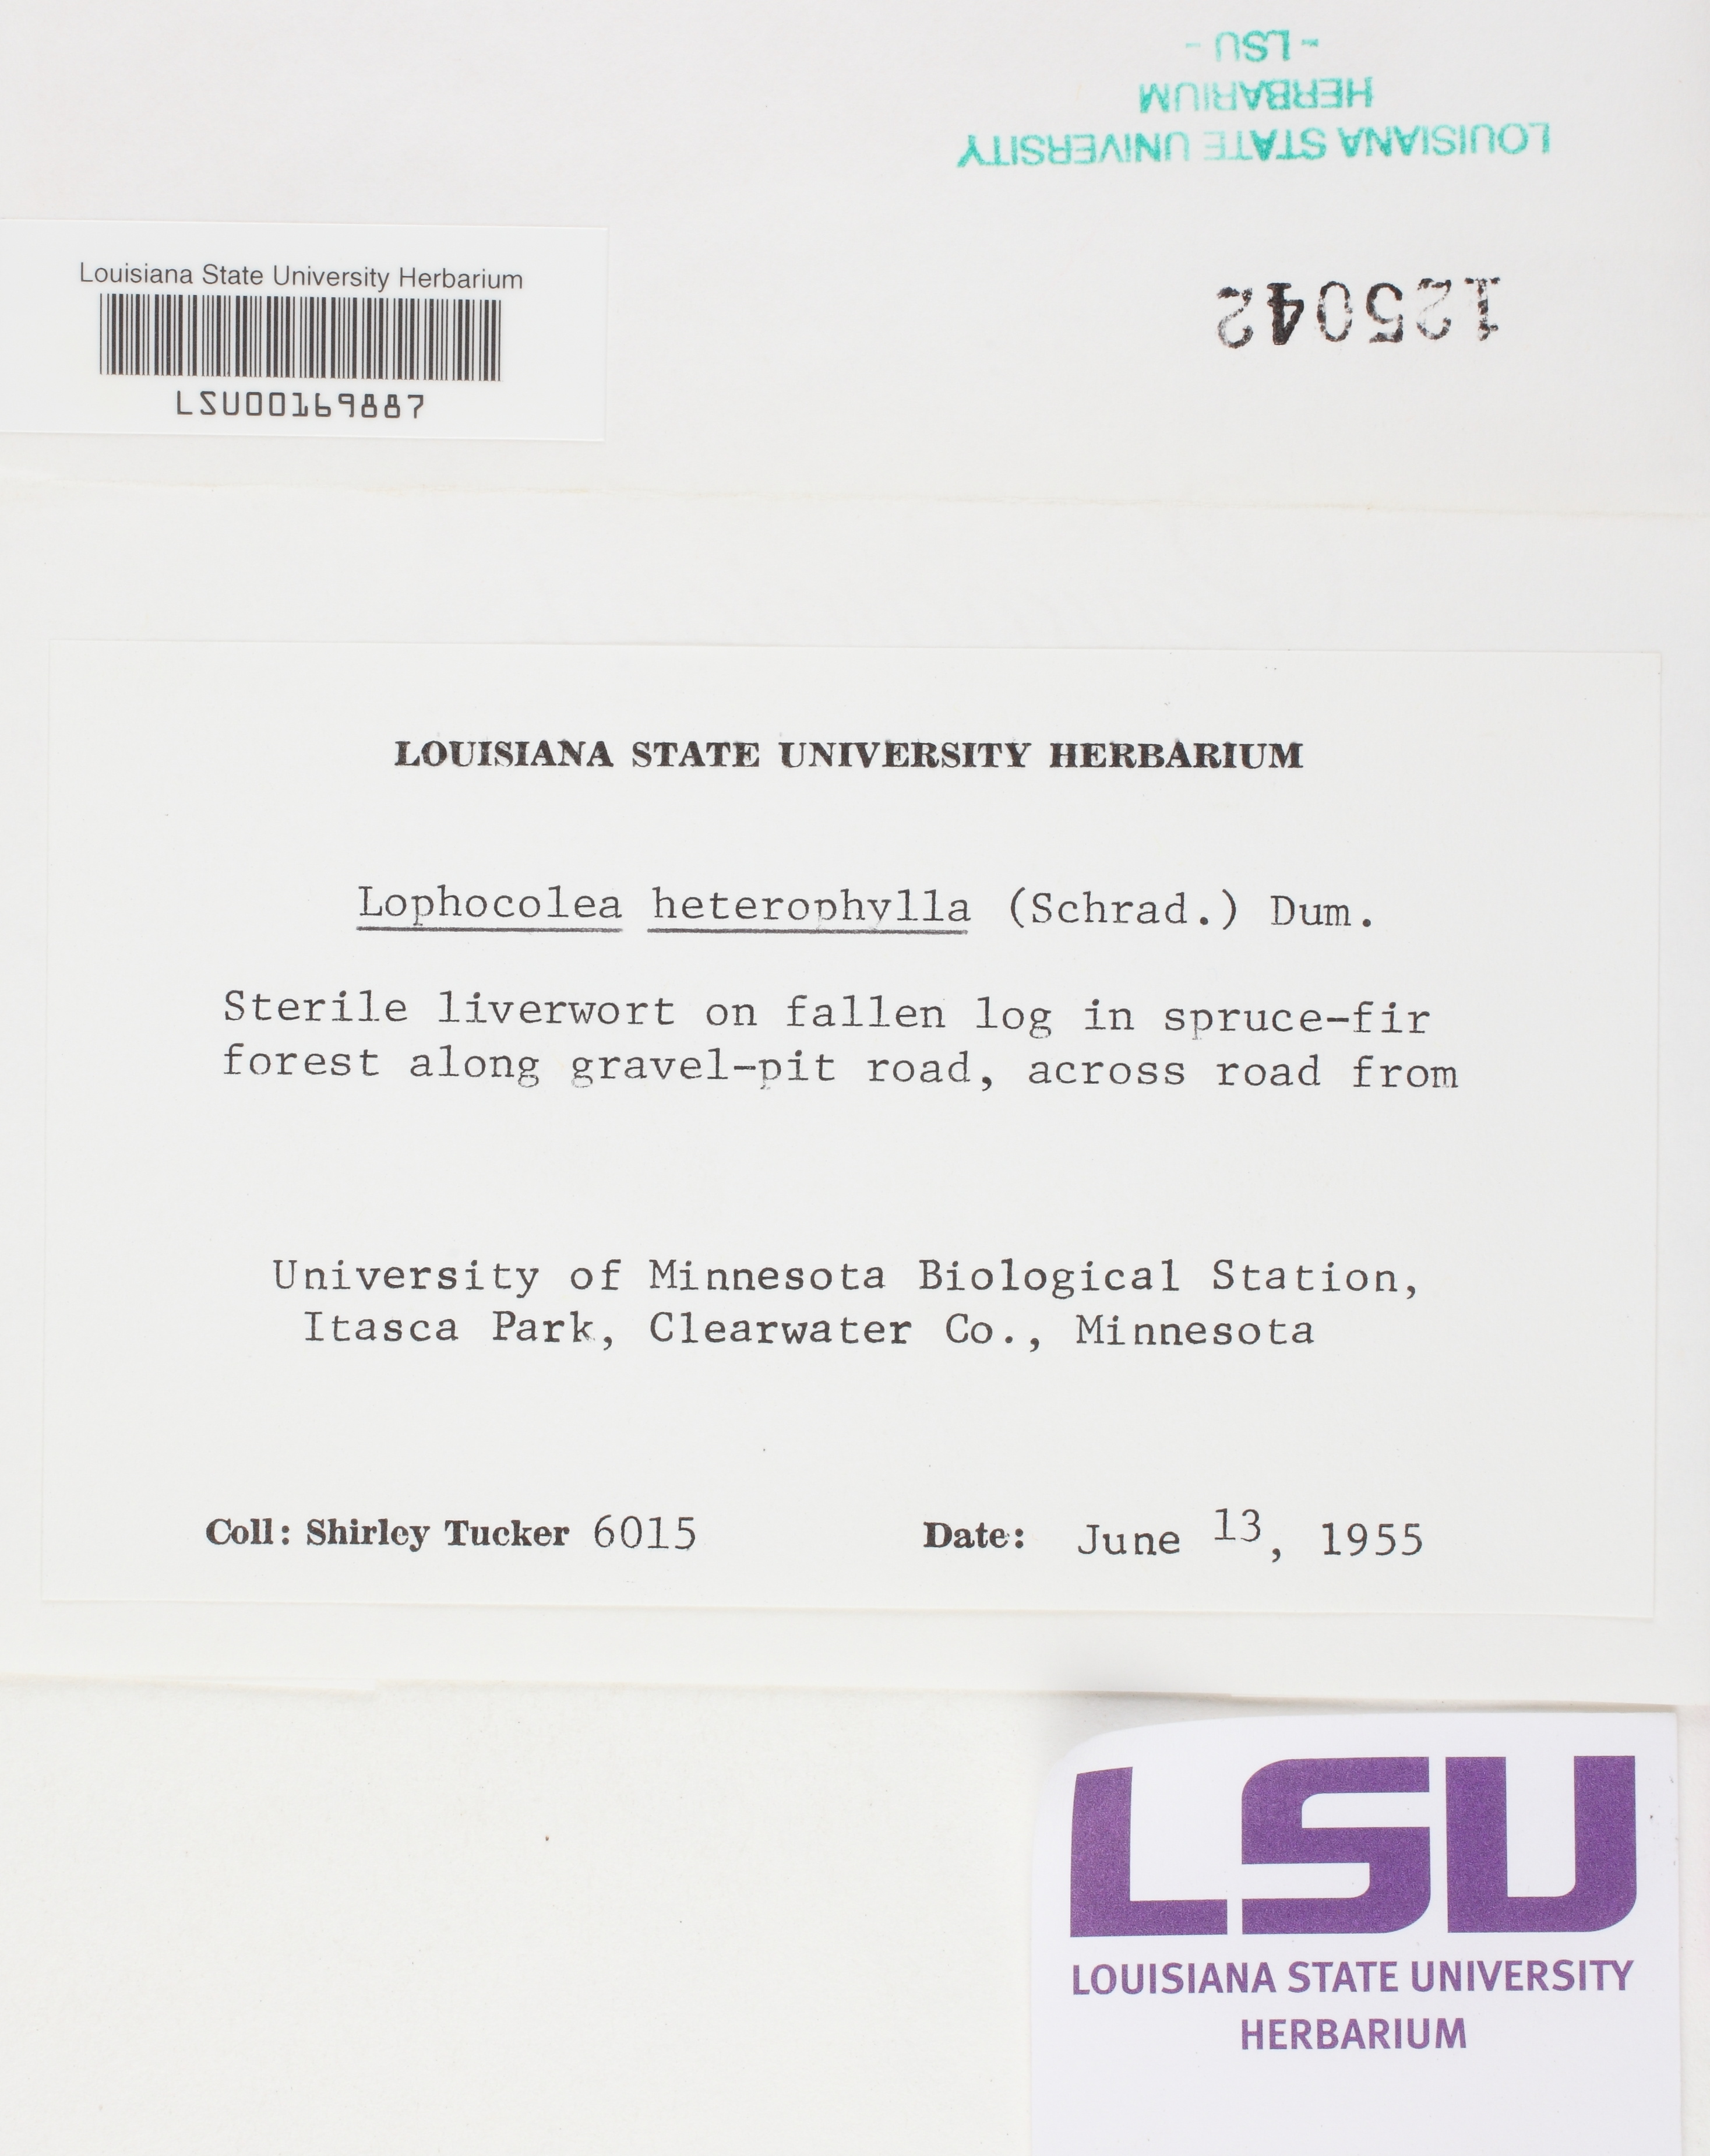 - LSU -
HERBARIUM
LOUISIANA STATE UNIVERSITY
Louisiana State University Herbarium
LSU00169887
125042
LOUISIANA STATE UNIVERSITY HERBARIUM
Lophocolea heterophylla (Schrad.) Dum.
Sterile liverwort on fallen log in spruce-fir
forest along gravel-pit road, across road from
University of Minnesota Biological Station,
Itasca Park, Clearwater Co., Minnesota
Coll: Shirley Tucker 6015 Date: June 13, 1955
LSU
LOUISIANA STATE UNIVERSITY
HERBARIUM